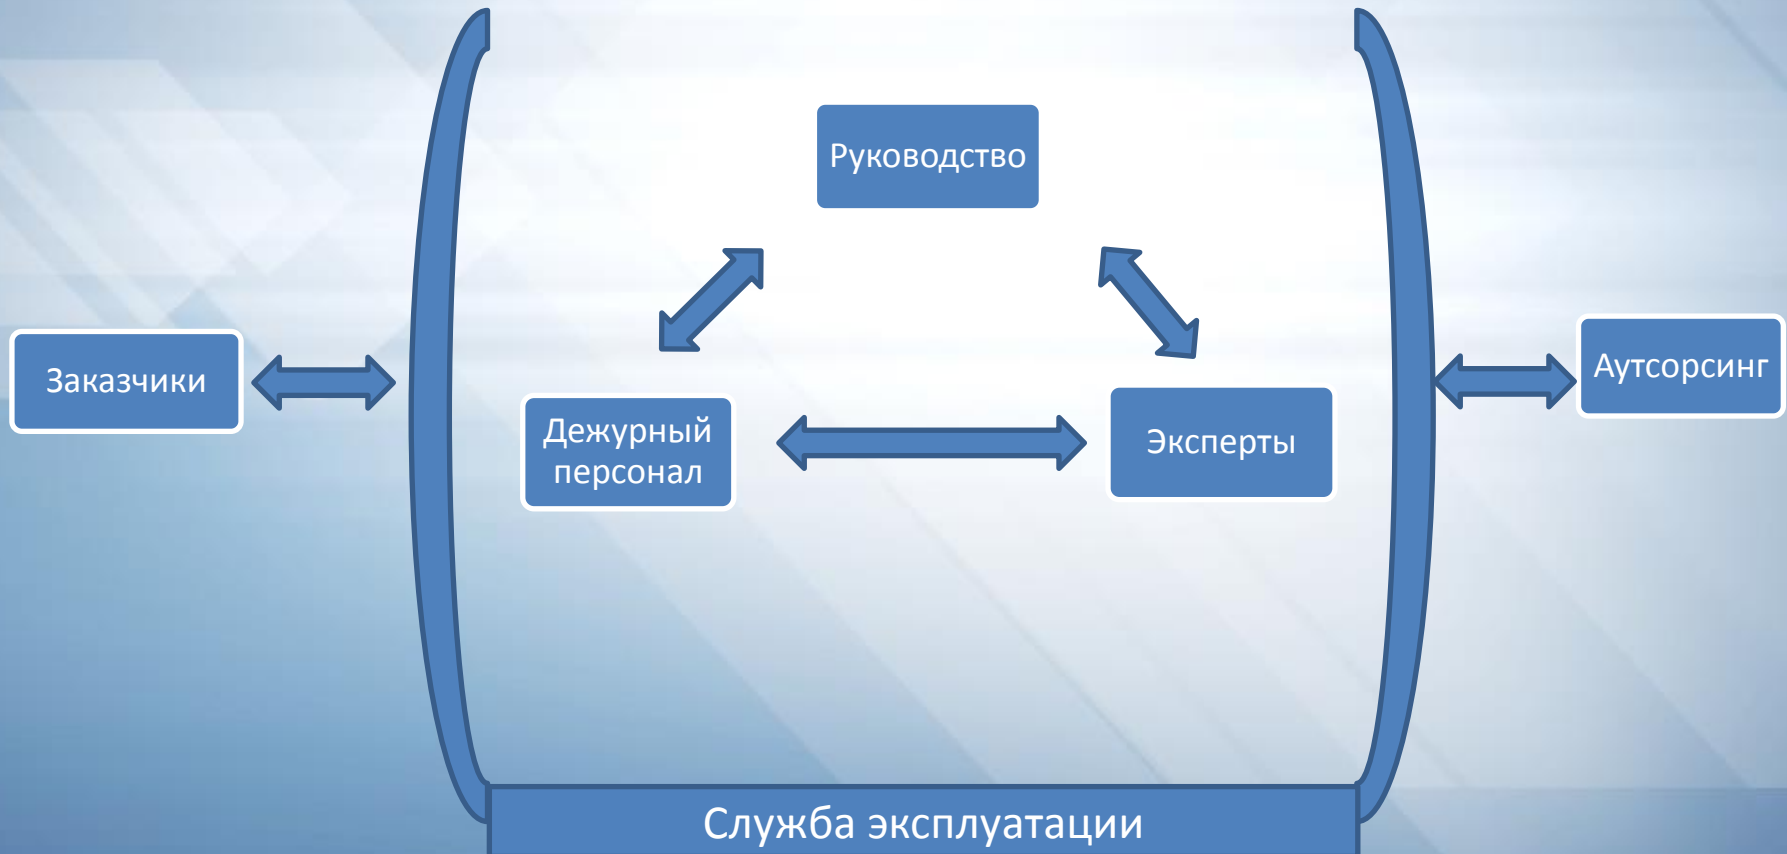 Руководство
Заказчики
Дежурный
персонал
Эксперты
Аутсорсинг
Служба эксплуатации